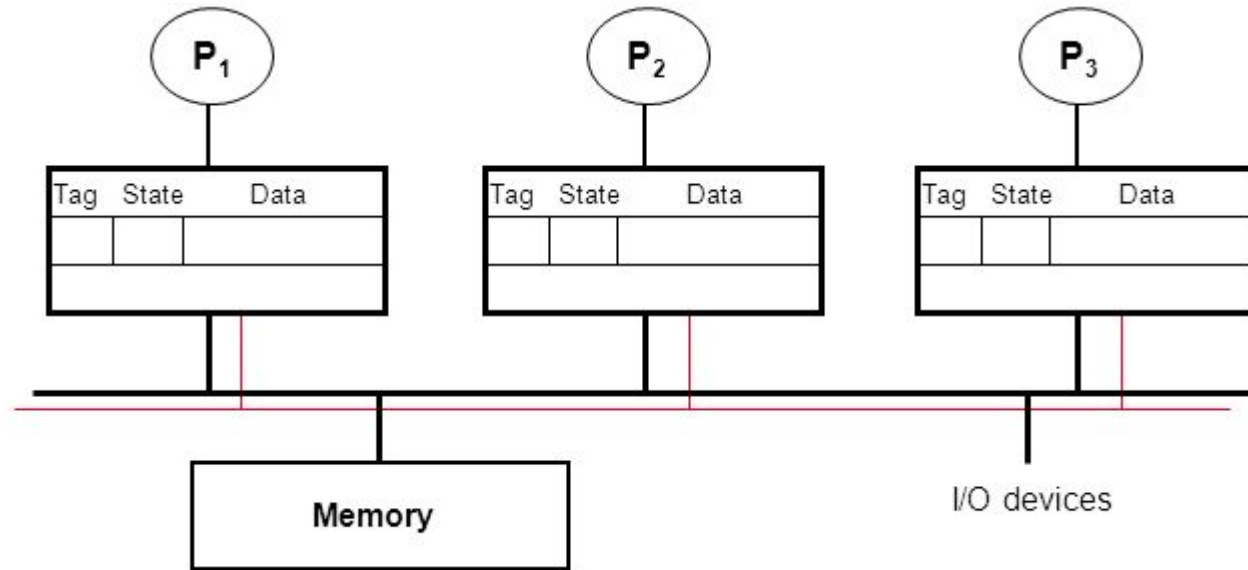 P₁ P₂ P₃
Tag State Data Tag State Data Tag State Data
Memory I/O devices